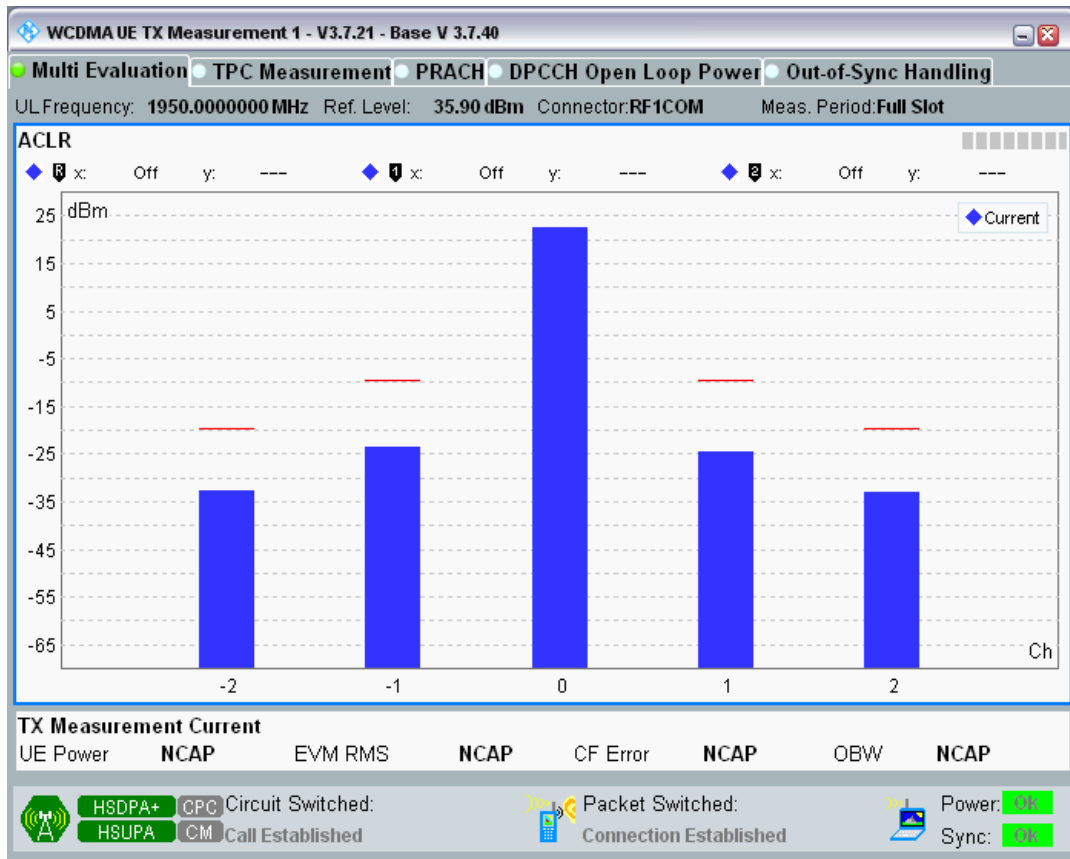 WCDMA UE TX Measurement 1 - V3.7.21 - Base V 3.7.40
Multi Evaluation TPC Measurement PRACH DPCCH Open Loop Power Out-of-Sync Handling
UL Frequency: 1950.0000000 MHz Ref. Level: 35.90 dBm Connector:RF1COM Meas. Period:Full Slot
ACLR
R x: Off y: --- 1 x: Off y: --- 2 x: Off y: ---
dBm
Current
25
15
5
-5
-15
-25
-35
-45
-55
-65
Ch
-2 -1 0 1 2
TX Measurement Current
UE Power NCAP EVM RMS NCAP CF Error NCAP OBW NCAP
HSDPA+ CPC Circuit Switched: Packet Switched: Power: Ok
HSUPA CM Call Established Connection Established Sync: Ok